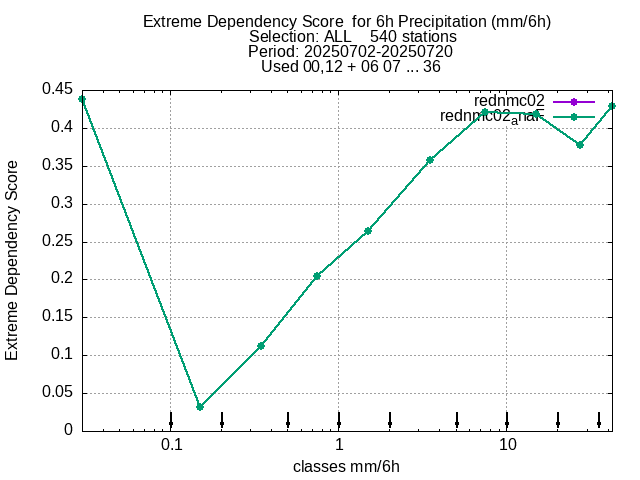 Extreme Dependency Score  for 6h Precipitation (mm/6h)
Selection: ALL    540 stations
Period: 20250702-20250720
Used 00,12 + 06 07 ... 36
rednmc02
rednmc02anaF
Extreme Dependency Score
0.45
0.4
0.35
0.3
0.25
0.2
0.15
0.1
0.05
0
0.1 1 10
classes mm/6h